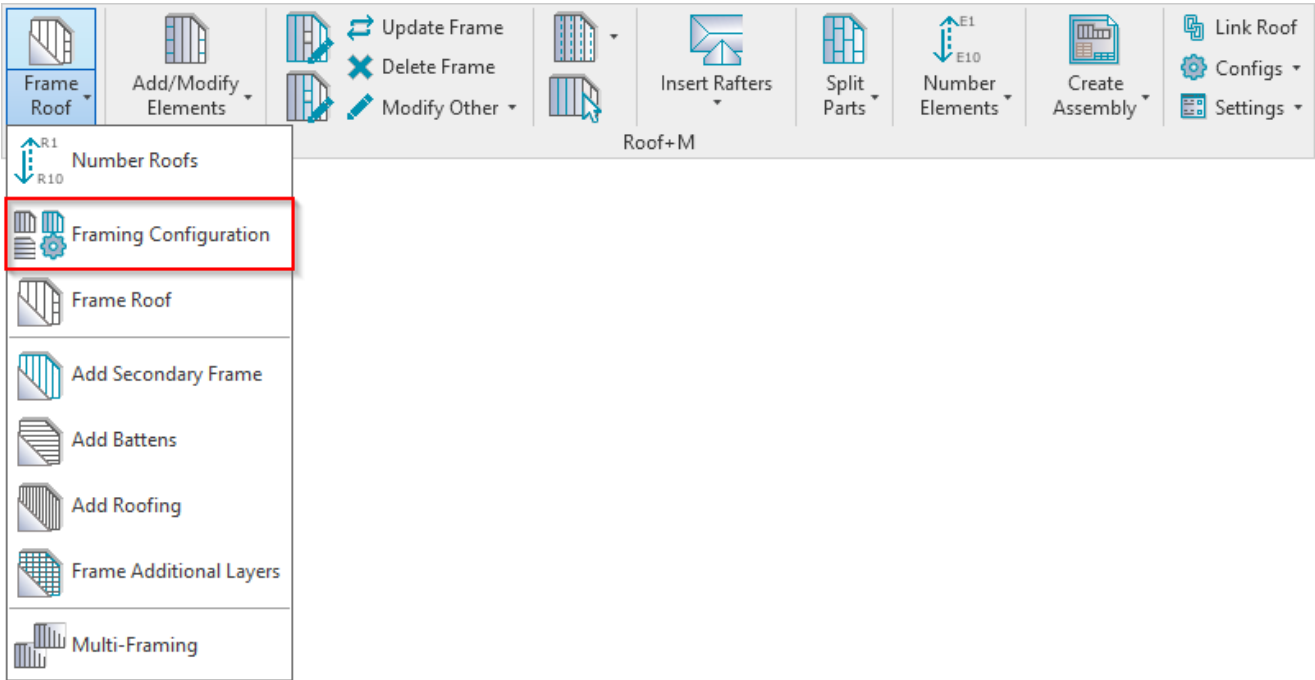 Frame
Roof
Add/Modify
Elements
Update Frame
Delete Frame
Modify Other
Insert Rafters
Split
Parts
E1
E10
Number
Elements
Create
Assembly
Link Roof
Configs
Settings
Roof+M
R1
R10
Number Roofs
Framing Configuration
Frame Roof
Add Secondary Frame
Add Battens
Add Roofing
Frame Additional Layers
Multi-Framing